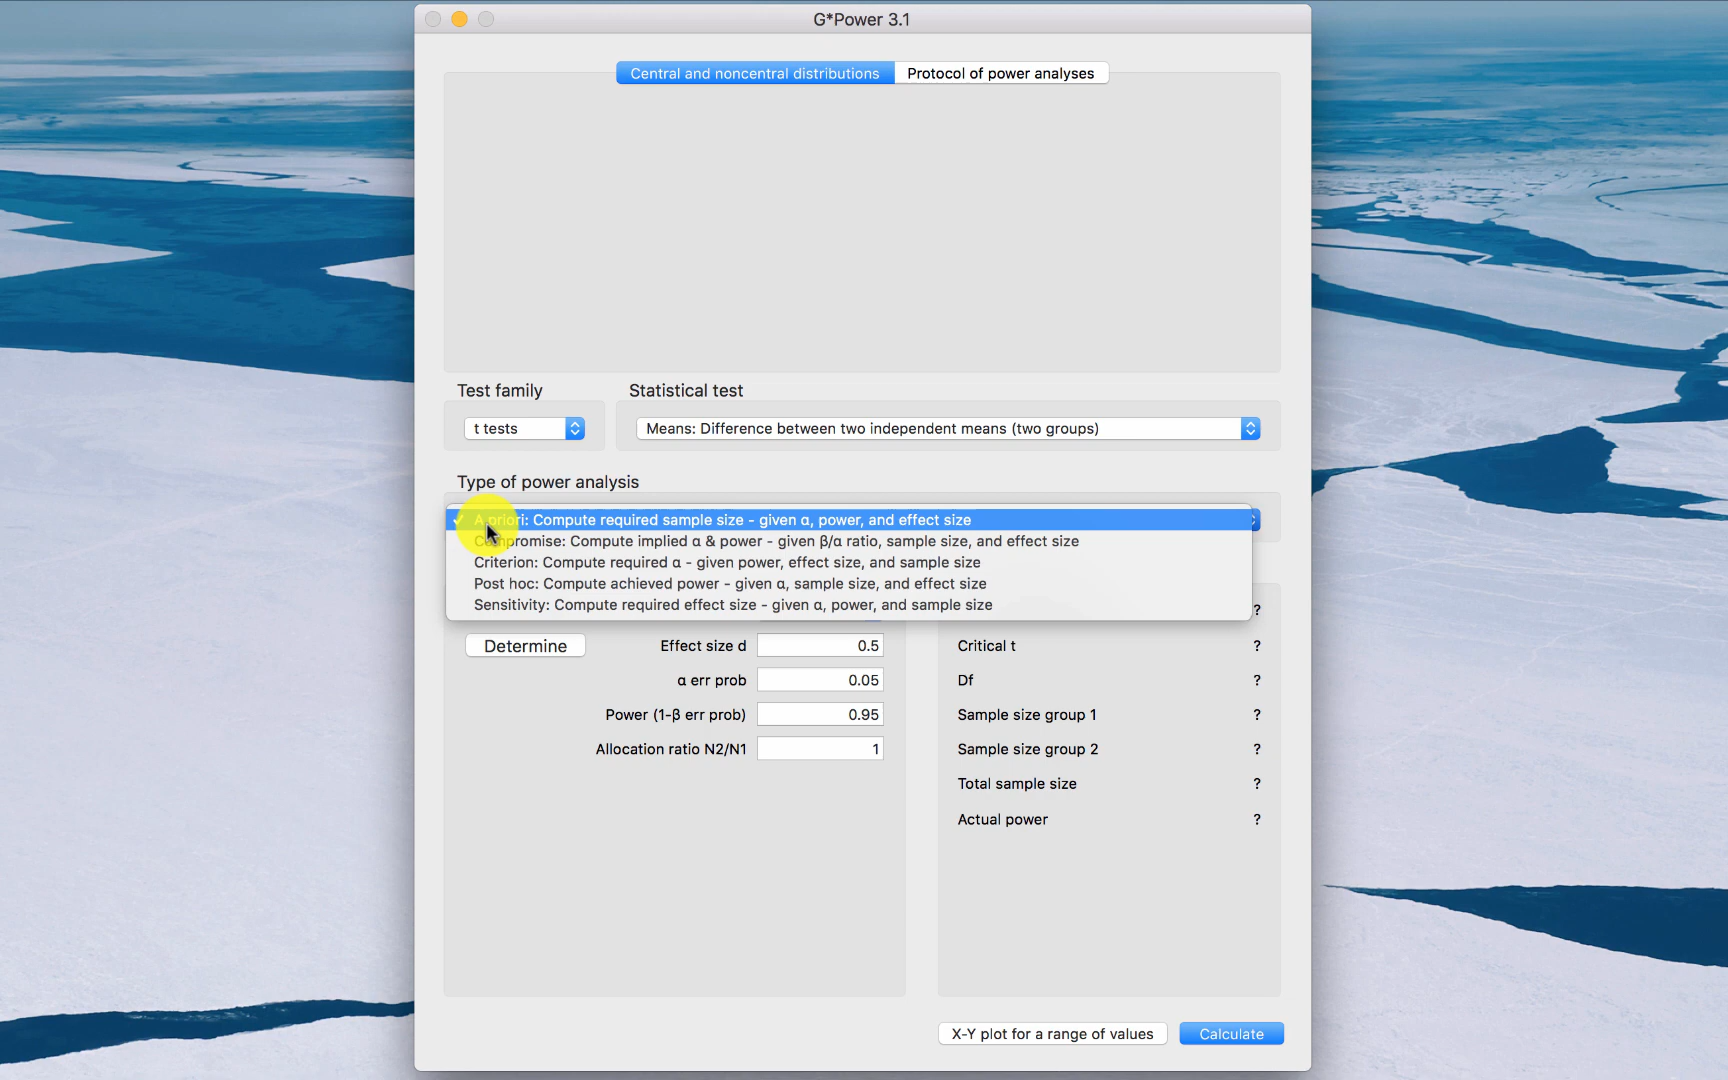 G*Power 3.1
Central and noncentral distributions
Protocol of power analyses
Test family
Statistical test
t tests
Means: Difference between two independent means (two groups)
Type of power analysis
✓ A priori: Compute required sample size - given α, power, and effect size
Compromise: Compute implied α & power - given β/α ratio, sample size, and effect size
Criterion: Compute required α - given power, effect size, and sample size
Post hoc: Compute achieved power - given α, sample size, and effect size
Sensitivity: Compute required effect size - given α, power, and sample size
?
Determine
Effect size d
0.5
Critical t
?
α err prob
0.05
Df
?
Power (1-β err prob)
0.95
Sample size group 1
?
Allocation ratio N2/N1
1
Sample size group 2
?
Total sample size
?
Actual power
?
X-Y plot for a range of values
Calculate